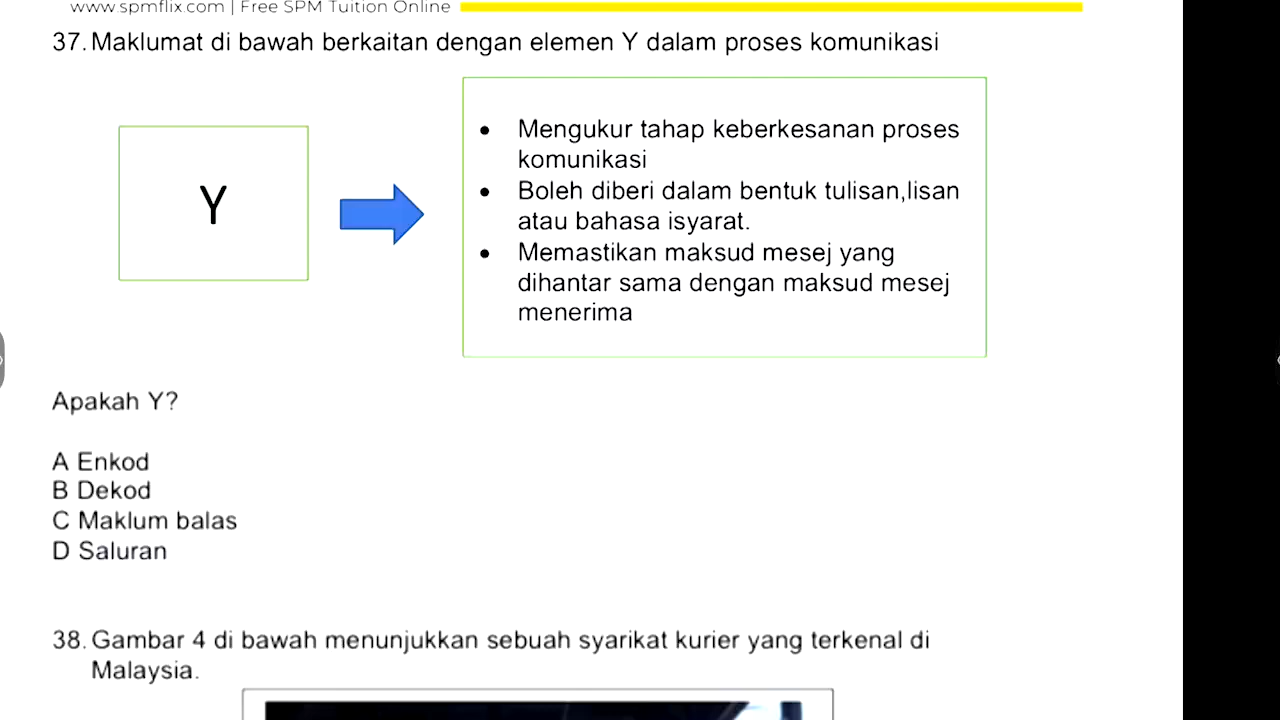 www.spmflix.com | Free SPM Tuition Online
37. Maklumat di bawah berkaitan dengan elemen Y dalam proses komunikasi
Y
• Mengukur tahap keberkesanan proses
komunikasi
• Boleh diberi dalam bentuk tulisan,lisan
atau bahasa isyarat.
• Memastikan maksud mesej yang
dihantar sama dengan maksud mesej
menerima
Apakah Y?
A Enkod
B Dekod
C Maklum balas
D Saluran
38. Gambar 4 di bawah menunjukkan sebuah syarikat kurier yang terkenal di
Malaysia.